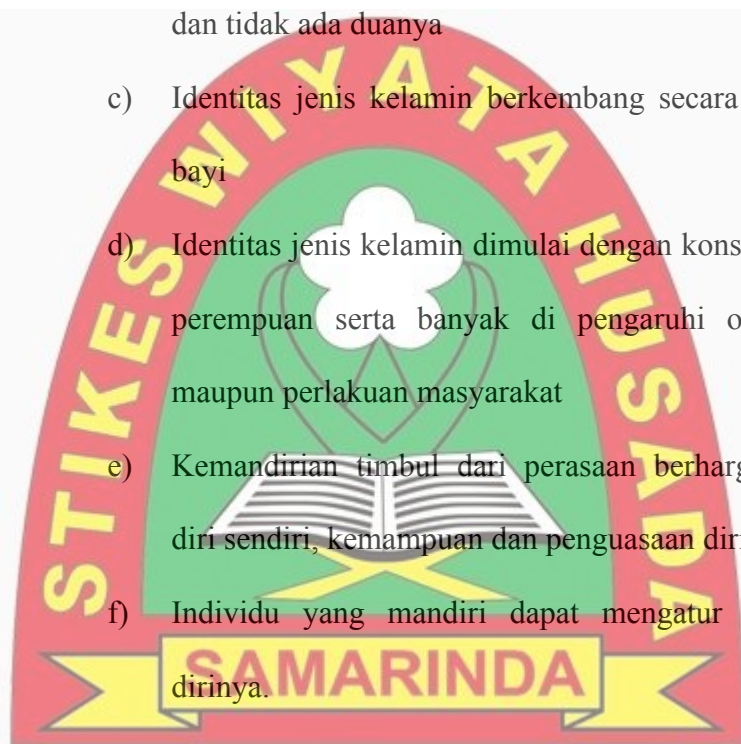 dan tidak ada duanya
c) Identitas jenis kelamin berkembang secara
bayi
d) Identitas jenis kelamin dimulai dengan kons
perempuan serta banyak di pengaruhi o
maupun perlakuan masyarakat
e) Kemandirian timbul dari perasaan berharg
diri sendiri, kemampuan dan penguasaan diri
f) Individu yang mandiri dapat mengatur
dirinya.
STIKES WIYATA HUSADA
SAMARINDA